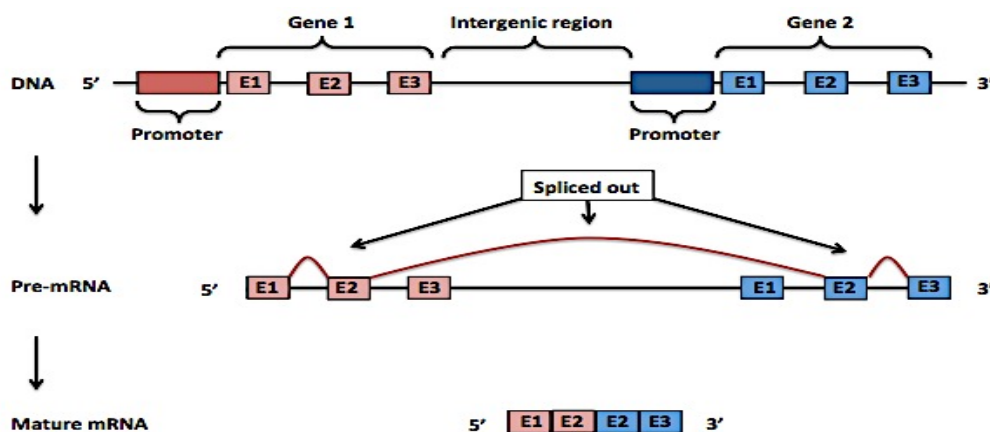 Gene 1 Intergenic region Gene 2
DNA 5’ E1 E2 E3 E1 E2 E3 3’
Promoter Promoter
Spliced out
Pre-mRNA 5’ E1 E2 E3 E1 E2 E3 3’
Mature mRNA 5’ E1 E2 E2 E3 3’